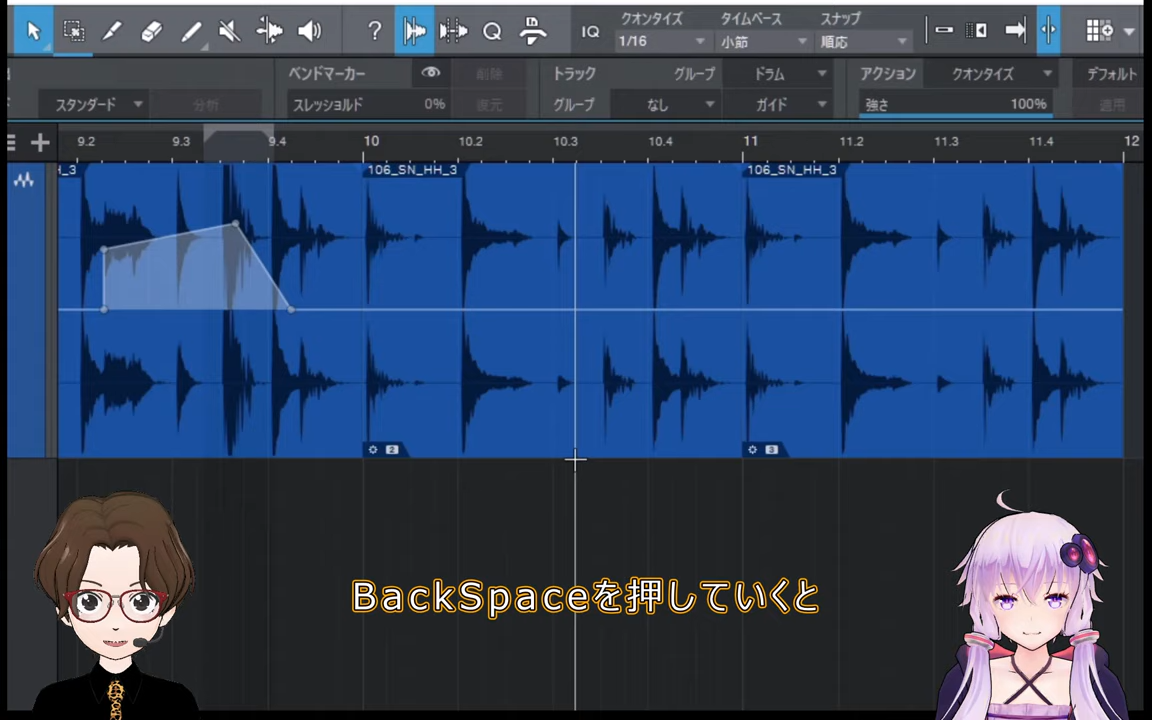 ?
IQ
クオンタイズ
1/16
タイムベース
小節
スナップ
順応
ベンドマーカー
削除
トラック
グループ
ドラム
アクション
クオンタイズ
デフォルト
スタンダード
分析
スレッショルド
0%
復元
グループ
なし
ガイド
強さ
100%
適用
9.2 9.3 9.4 10 10.2 10.3 10.4 11 11.2 11.3 11.4 12
H_3
106_SN_HH_3
106_SN_HH_3
2
3
BackSpaceを押していくと